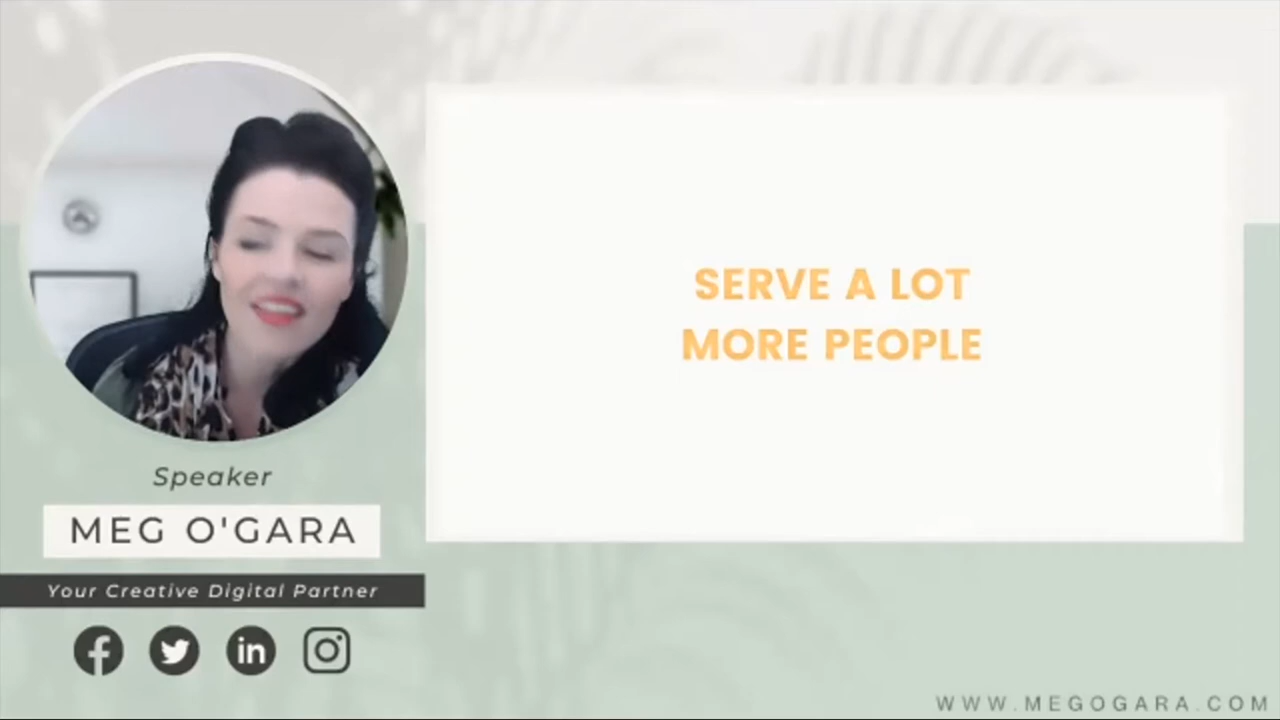 SERVE A LOT
MORE PEOPLE
Speaker
MEG O'GARA
Your Creative Digital Partner
WWW.MEGOGARA.COM